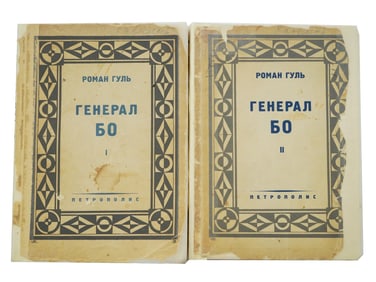 РОМАН ГУЛЬ
ГЕНЕРАЛ
БО
I
ПЕТРОПОЛИС
РОМАН ГУЛЬ
ГЕНЕРАЛ
БО
II
ПЕТРОПОЛИС